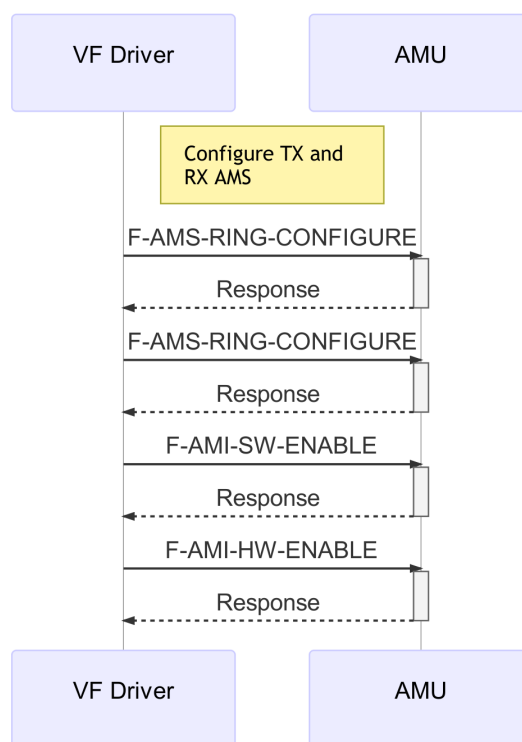 VF Driver
AMU
Configure TX and
RX AMS
F-AMS-RING-CONFIGURE
Response
F-AMS-RING-CONFIGURE
Response
F-AMI-SW-ENABLE
Response
F-AMI-HW-ENABLE
Response
VF Driver
AMU